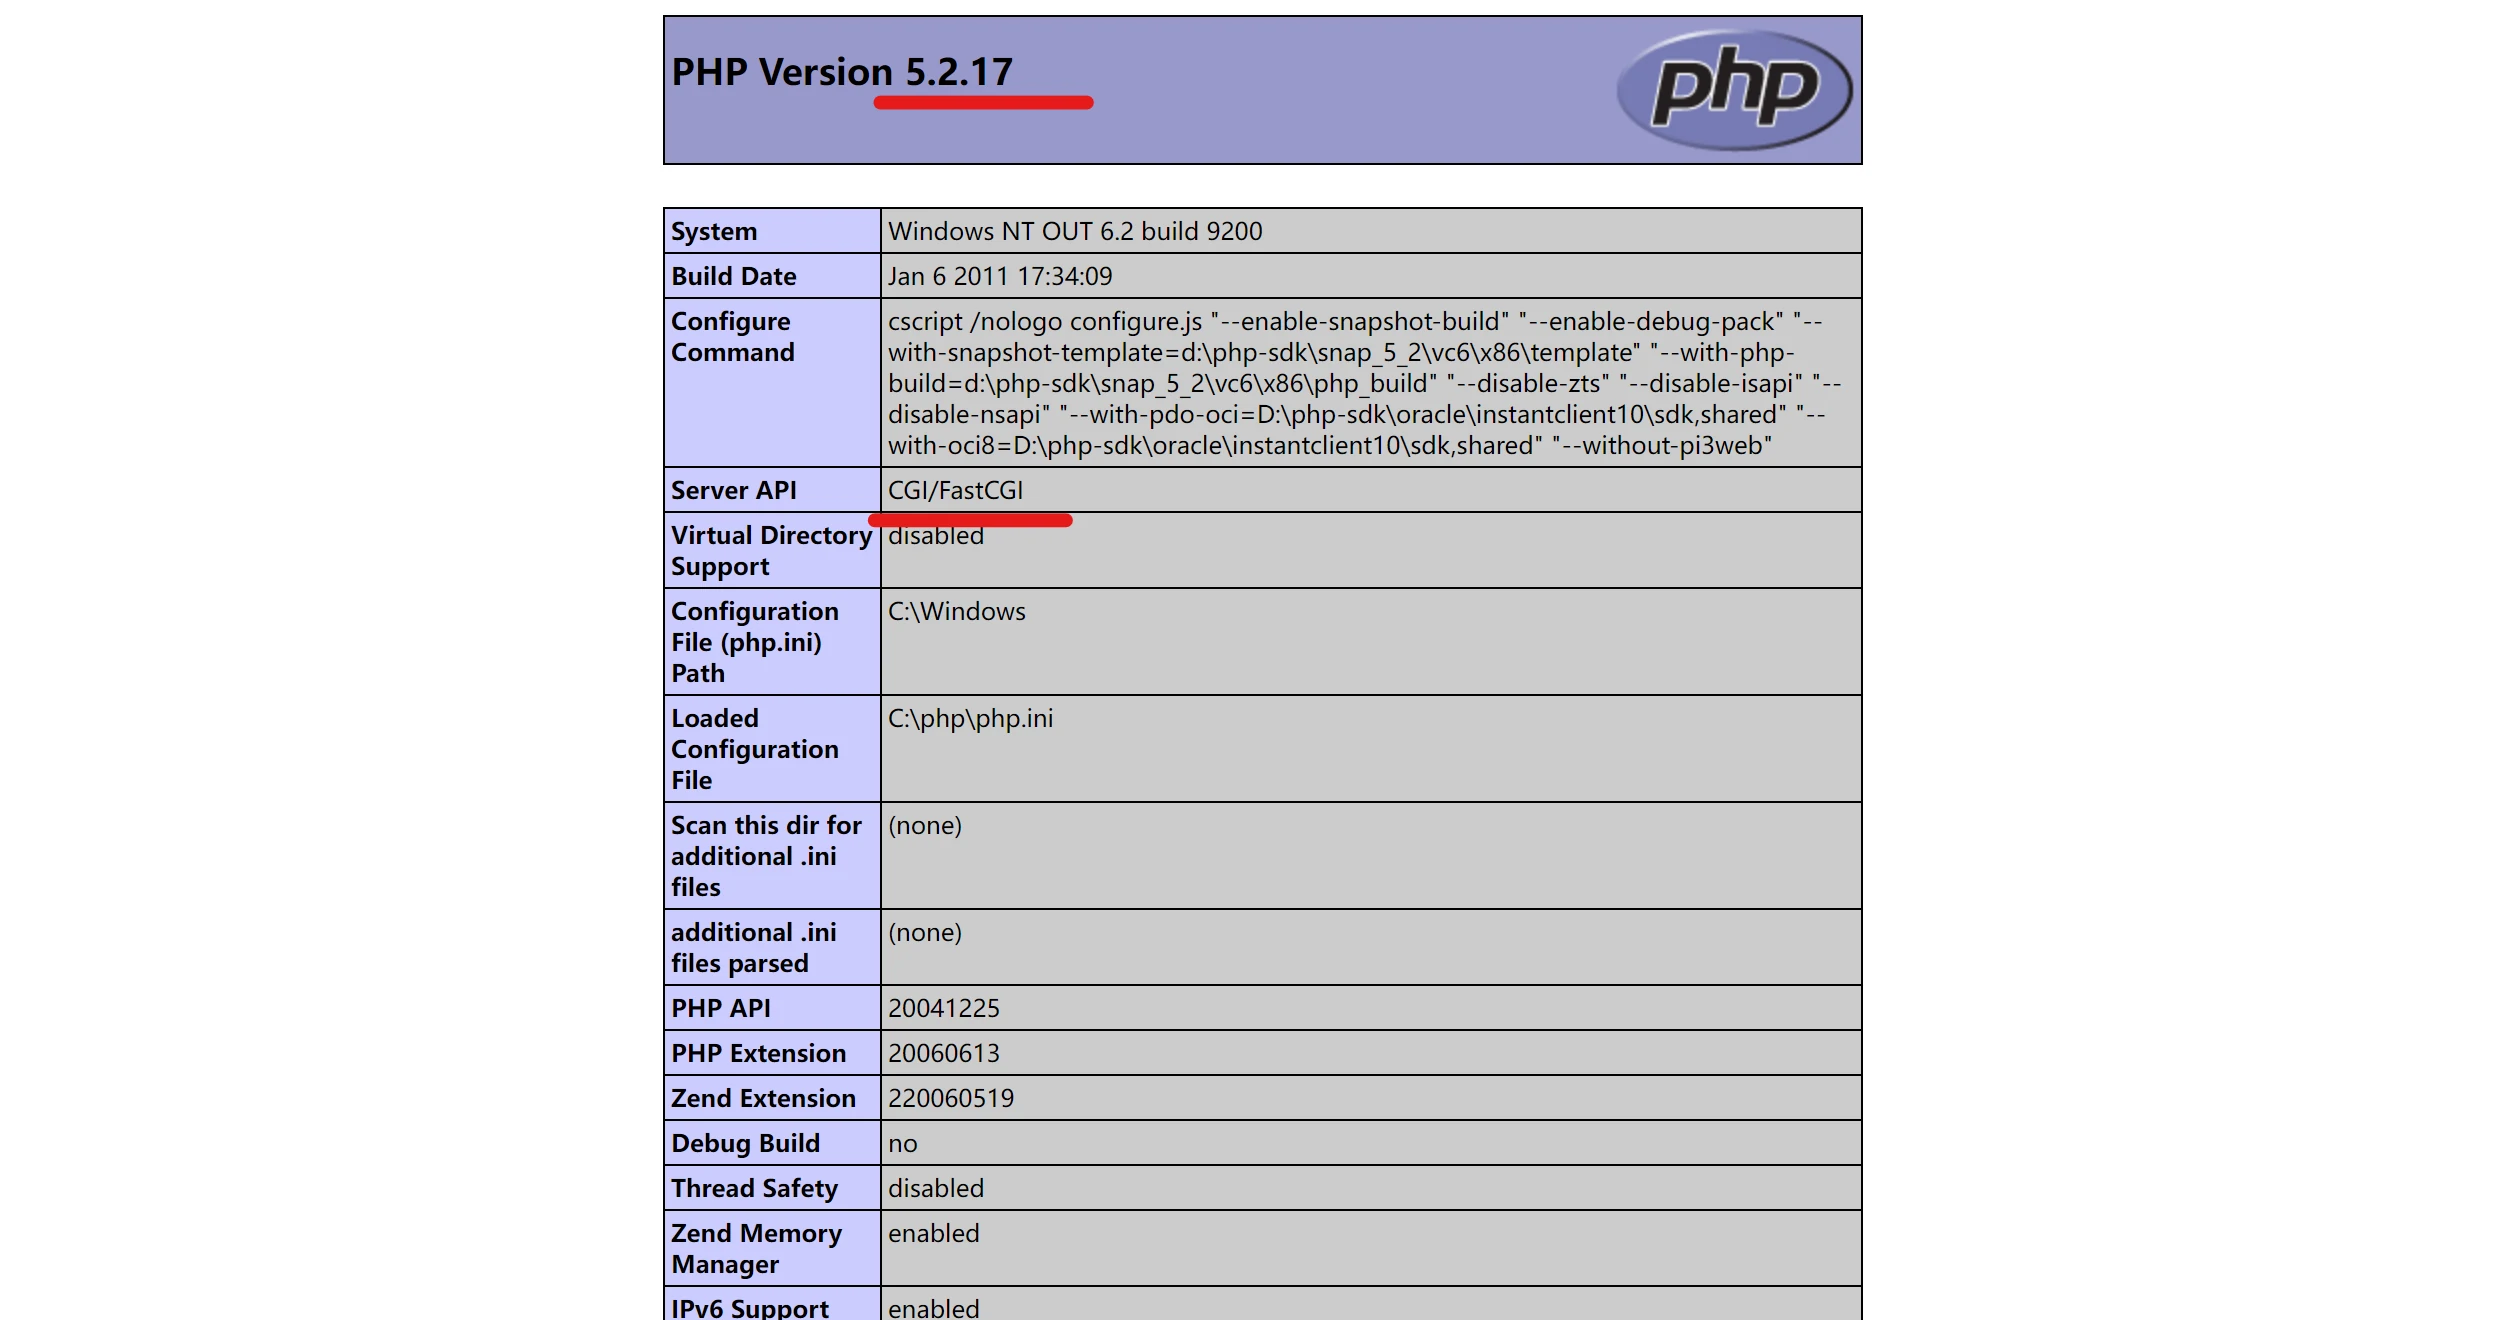 PHP Version 5.2.17
php
System
Windows NT OUT 6.2 build 9200
Build Date
Jan 6 2011 17:34:09
Configure
Command
cscript /nologo configure.js "--enable-snapshot-build" "--enable-debug-pack" "--
with-snapshot-template=d:\php-sdk\snap_5_2\vc6\x86\template" "--with-php-
build=d:\php-sdk\snap_5_2\vc6\x86\php_build" "--disable-zts" "--disable-isapi" "--
disable-nsapi" "--with-pdo-oci=D:\php-sdk\oracle\instantclient10\sdk,shared" "--
with-oci8=D:\php-sdk\oracle\instantclient10\sdk,shared" "--without-pi3web"
Server API
CGI/FastCGI
Virtual Directory
Support
disabled
Configuration
File (php.ini)
Path
C:\Windows
Loaded
Configuration
File
C:\php\php.ini
Scan this dir for
additional .ini
files
(none)
additional .ini
files parsed
(none)
PHP API
20041225
PHP Extension
20060613
Zend Extension
220060519
Debug Build
no
Thread Safety
disabled
Zend Memory
Manager
enabled
IPv6 Support
enabled